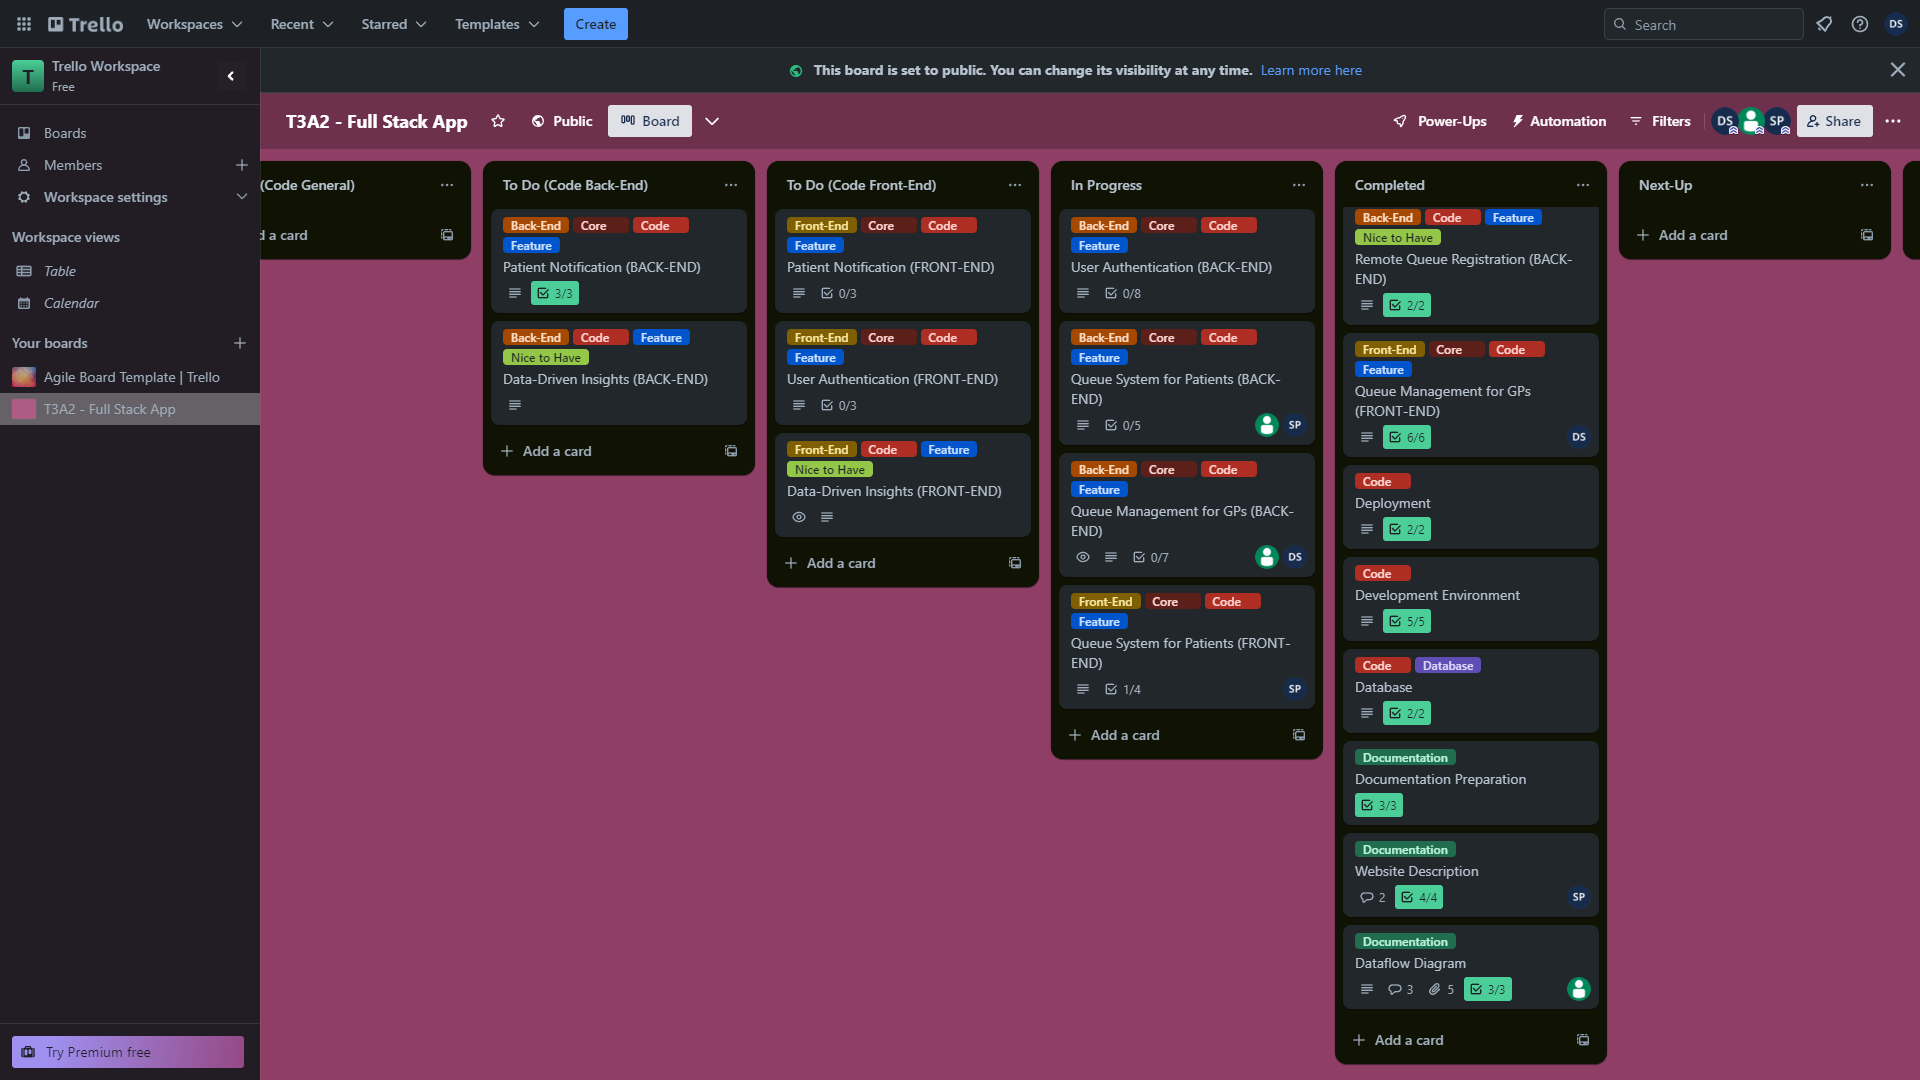 Trello
Workspaces
Recent
Starred
Templates
Create
Search
DS
T
Trello Workspace
Free
This board is set to public. You can change its visibility at any time. Learn more here
Boards
Members
Workspace settings
Workspace views
Table
Calendar
Your boards
Agile Board Template | Trello
T3A2 - Full Stack App
Try Premium free
T3A2 - Full Stack App
Public
Board
Power-Ups
Automation
Filters
DS
SP
Share
(Code General)
d a card
To Do (Code Back-End)
Back-End Core Code
Feature
Patient Notification (BACK-END)
3/3
Back-End Code Feature
Nice to Have
Data-Driven Insights (BACK-END)
Add a card
To Do (Code Front-End)
Front-End Core Code
Feature
Patient Notification (FRONT-END)
0/3
Front-End Core Code
Feature
User Authentication (FRONT-END)
0/3
Front-End Code Feature
Nice to Have
Data-Driven Insights (FRONT-END)
Add a card
In Progress
Back-End Core Code
Feature
User Authentication (BACK-END)
0/8
Back-End Core Code
Feature
Queue System for Patients (BACK-
END)
0/5 SP
Back-End Core Code
Feature
Queue Management for GPs (BACK-
END)
0/7 DS
Front-End Core Code
Feature
Queue System for Patients (FRONT-
END)
1/4 SP
Add a card
Completed
Back-End Code Feature
Nice to Have
Remote Queue Registration (BACK-
END)
2/2
Front-End Core Code
Feature
Queue Management for GPs
(FRONT-END)
6/6 DS
Code
Deployment
2/2
Code
Development Environment
5/5
Code Database
Database
2/2
Documentation
Documentation Preparation
3/3
Documentation
Website Description
2 4/4 SP
Documentation
Dataflow Diagram
3 5 3/3
Add a card
Next-Up
Add a card